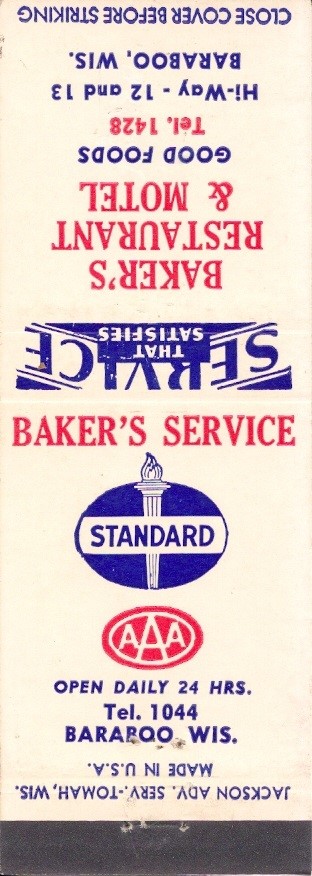 CLOSE COVER BEFORE STRIKING
BAKER'S
RESTAURANT
& MOTEL
GOOD FOODS
Tel. 1428
Hi-Way - 12 and 13
BARABOO, WIS.
SERVICE
THAT
SATISFIES
BAKER'S SERVICE
STANDARD
AAA
OPEN DAILY 24 HRS.
Tel. 1044
BARABOO WIS.
JACKSON ADV. SERV.-TOMAH, WIS.
MADE IN U.S.A.